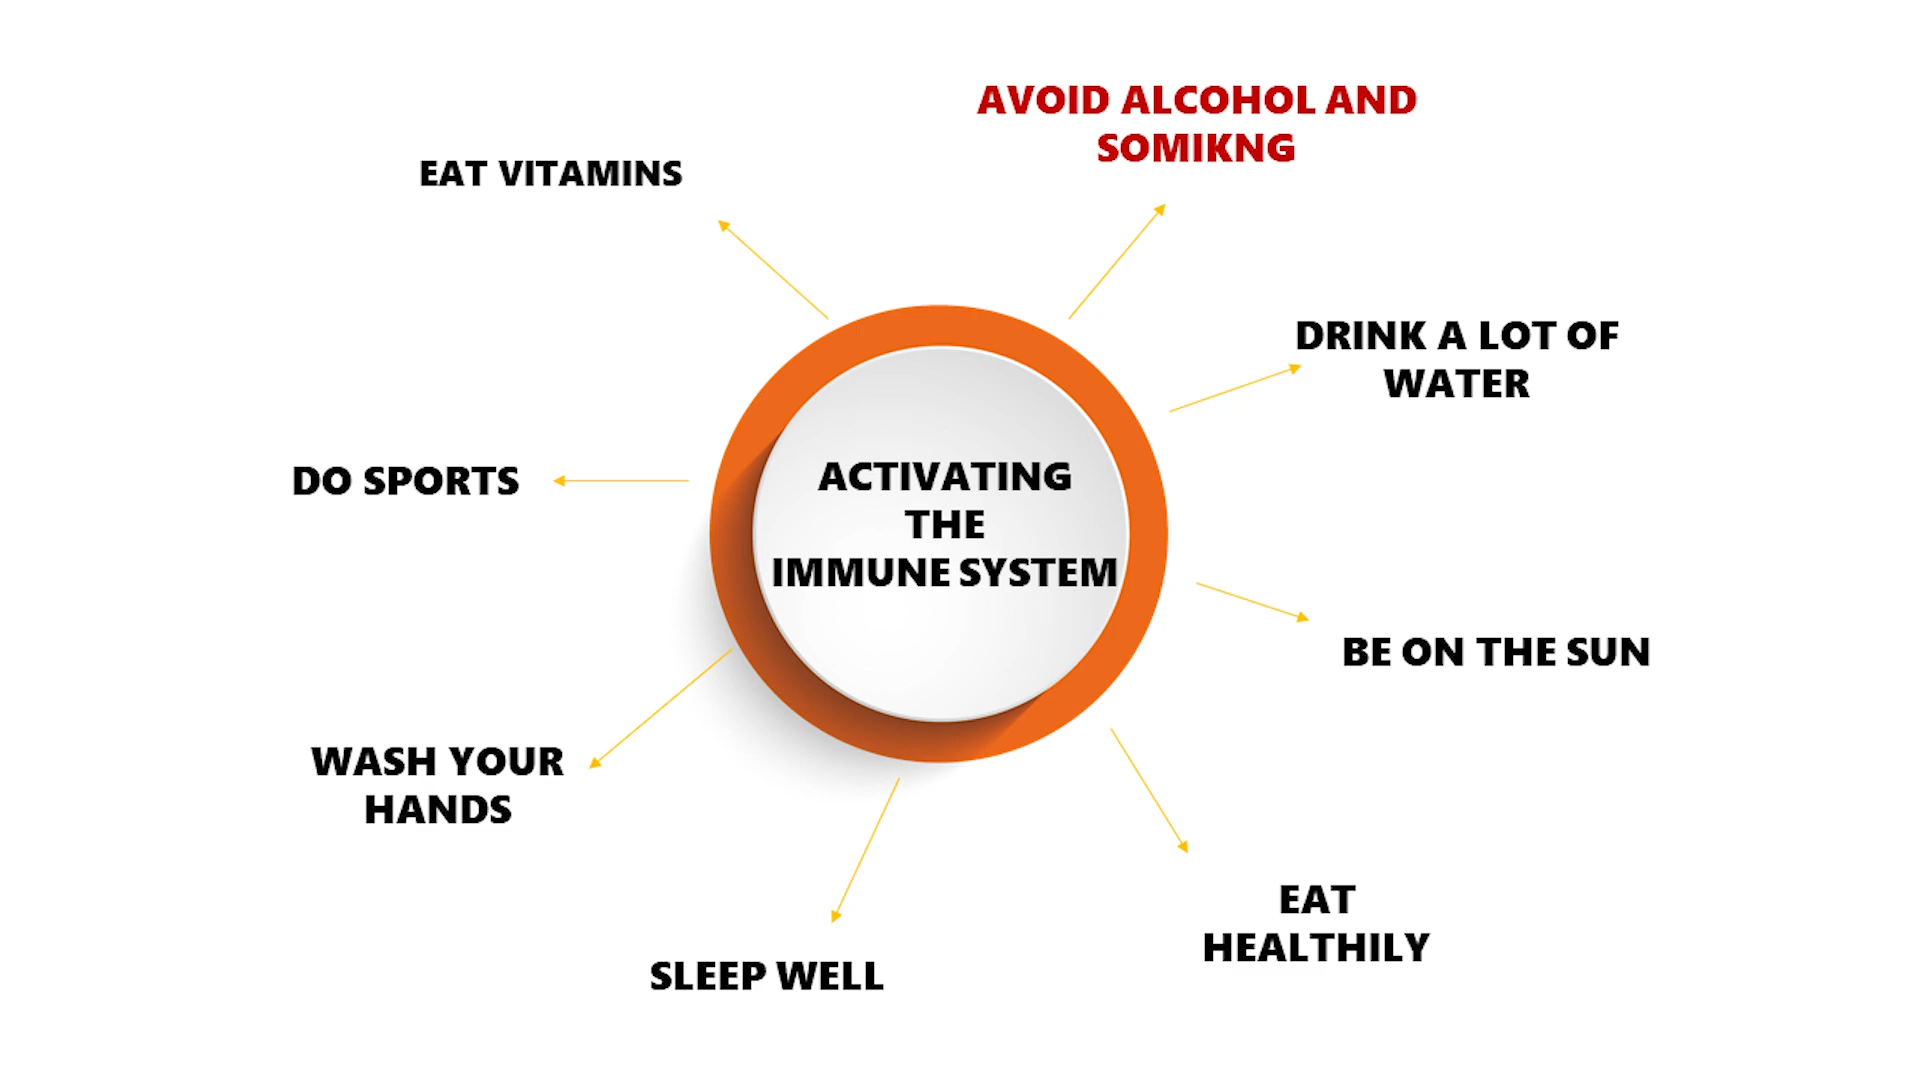 AVOID ALCOHOL AND
SOMIKNG
EAT VITAMINS
DRINK A LOT OF
WATER
DO SPORTS
ACTIVATING
THE
IMMUNE SYSTEM
BE ON THE SUN
WASH YOUR
HANDS
EAT
HEALTHILY
SLEEP WELL